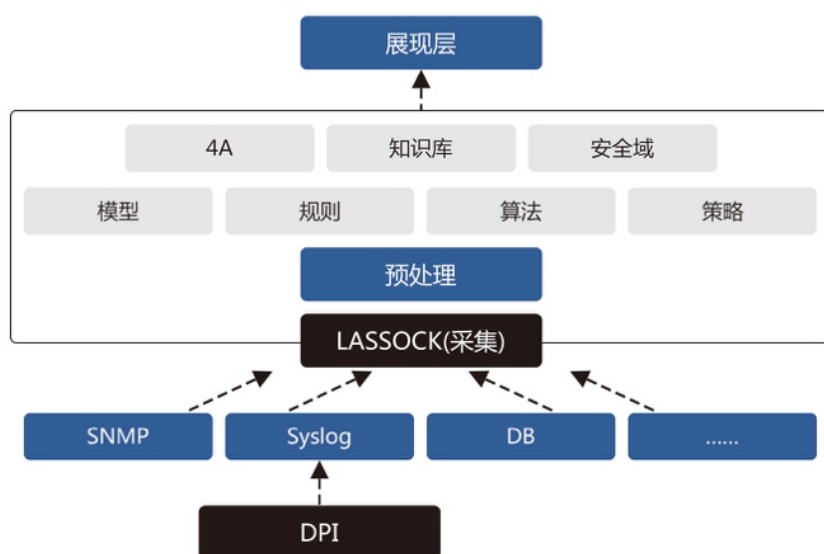 展现层
4A 知识库 安全域
模型 规则 算法 策略
预处理
LASSOCK(采集)
SNMP Syslog DB ......
DPI